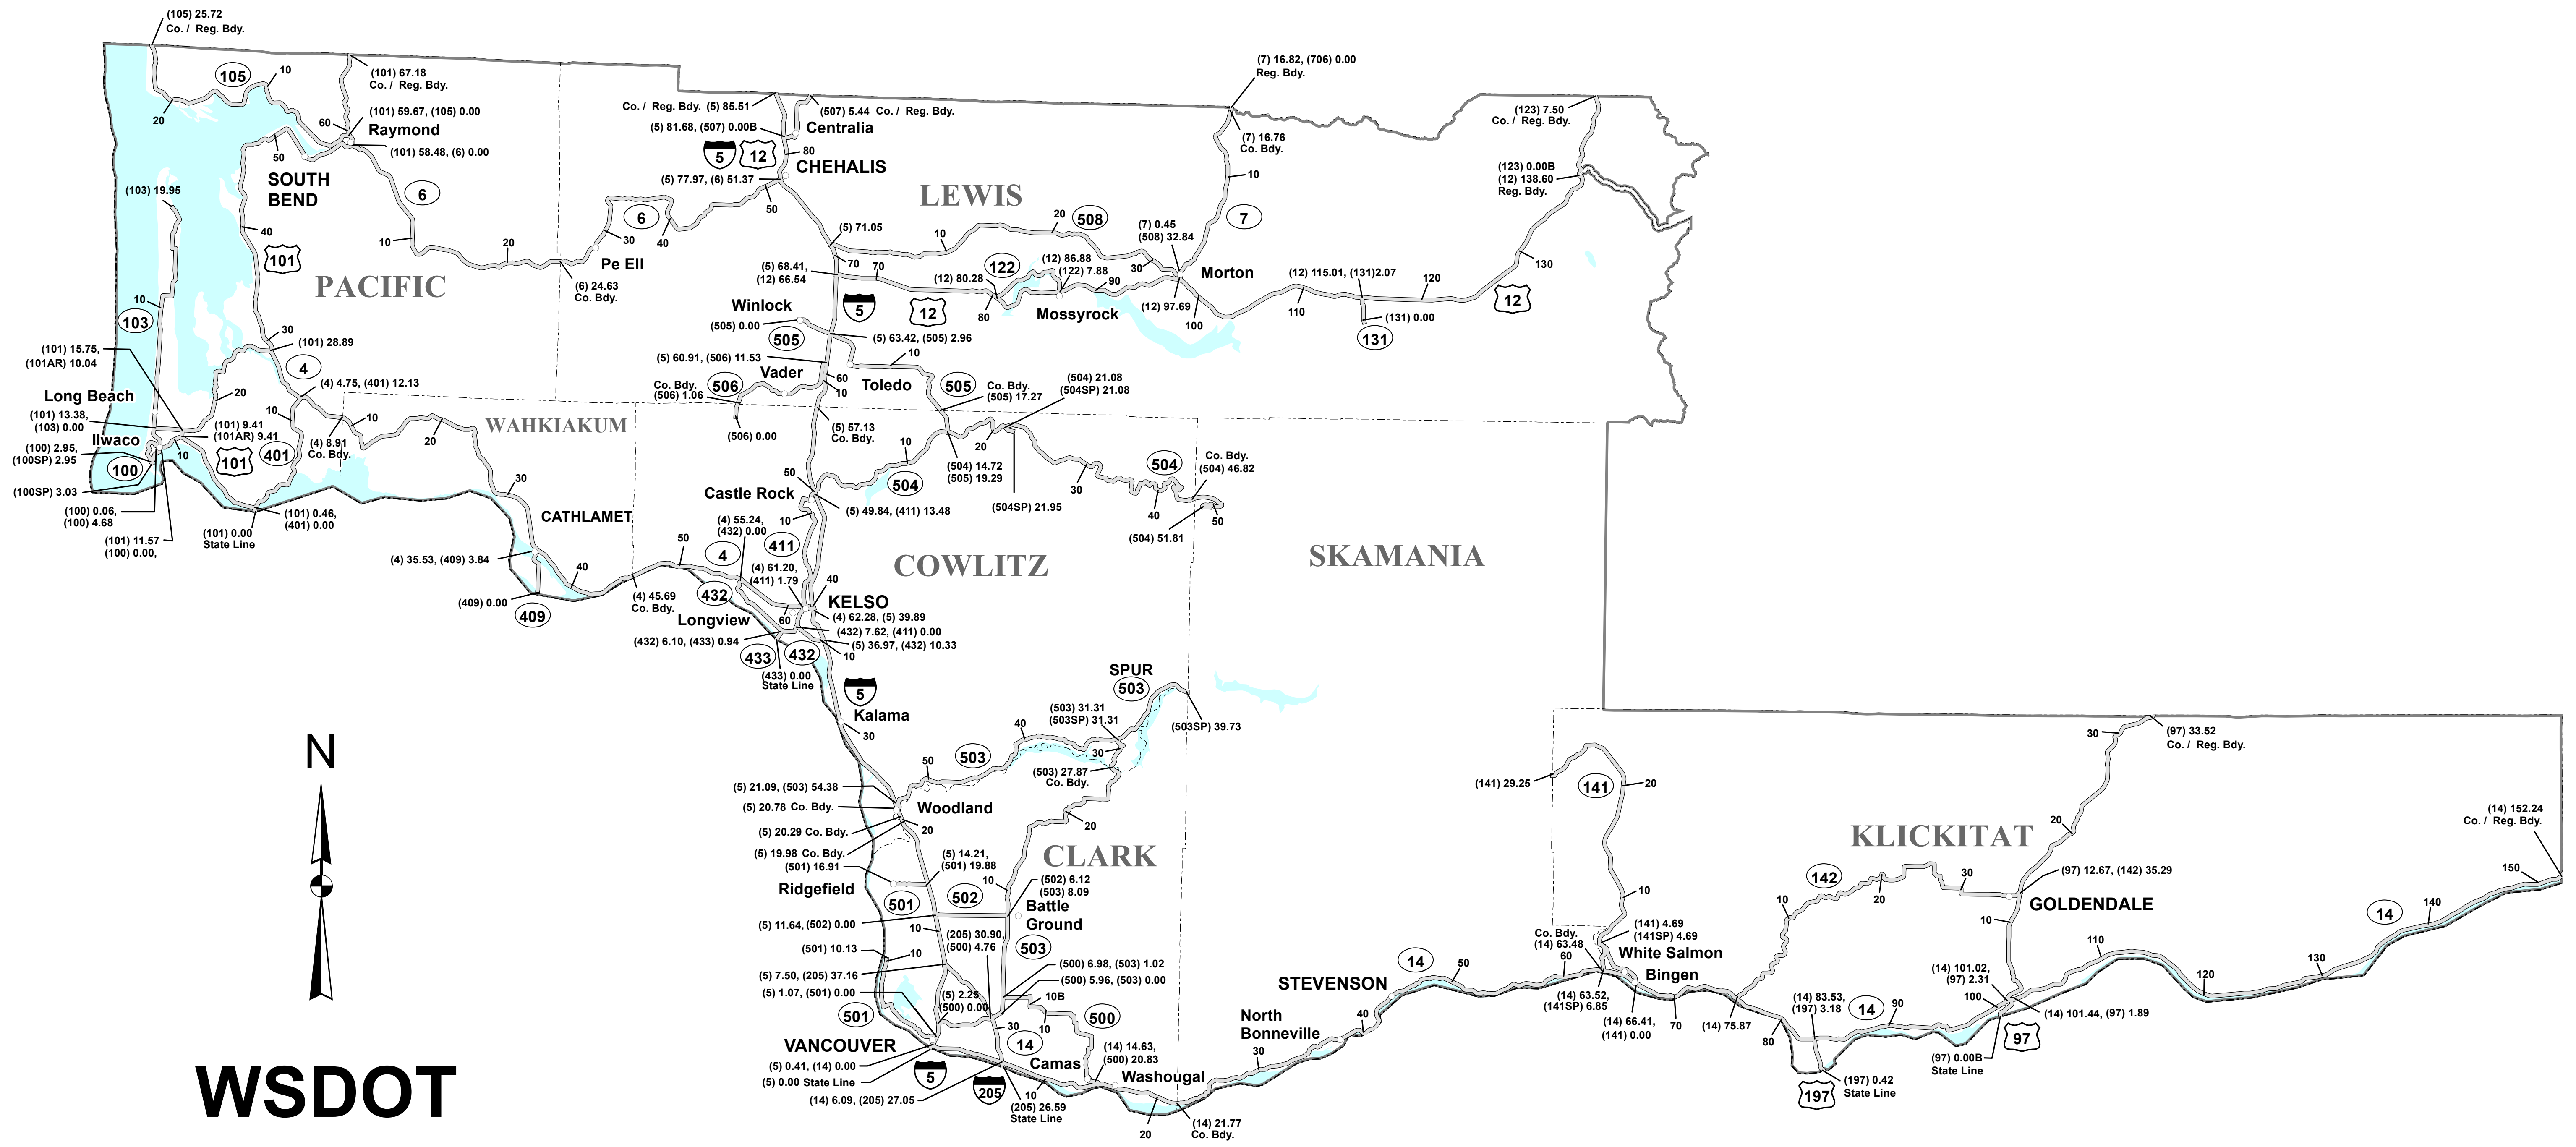 (105) 25.72
Co. / Reg. Bdy.
105
10
20
(101) 67.18
Co. / Reg. Bdy.
(101) 59.67, (105) 0.00
60
Raymond
(101) 58.48, (6) 0.00
50
SOUTH
BEND
(103) 19.95
6
40
101
10
20
PACIFIC
(6) 24.63
Co. Bdy.
Pe Ell
30
6
40
50
10
103
30
(101) 28.89
(101) 15.75,
(101AR) 10.04
4
(4) 4.75, (401) 12.13
Long Beach
20
10
(101) 13.38,
(103) 0.00
Ilwaco
(101) 9.41
(101AR) 9.41
(100) 2.95,
(100SP) 2.95
100
10
101
401
(4) 8.91
Co. Bdy.
10
(100SP) 3.03
(100) 0.06,
(100) 4.68
(101) 11.57
(100) 0.00,
(101) 0.00
State Line
(101) 0.46,
(401) 0.00
WAHKIAKUM
20
30
CATHLAMET
(4) 35.53, (409) 3.84
40
(409) 0.00
409
(4) 45.69
Co. Bdy.
50
4
Co. / Reg. Bdy. (5) 85.51
(507) 5.44 Co. / Reg. Bdy.
(5) 81.68, (507) 0.00B
Centralia
5
12
80
CHEHALIS
(5) 77.97, (6) 51.37
LEWIS
(5) 71.05
70
10
20
508
30
(7) 0.45
(508) 32.84
(7) 16.82, (706) 0.00
Reg. Bdy.
(7) 16.76
Co. Bdy.
10
7
Morton
(5) 68.41,
(12) 66.54
70
5
12
(12) 80.28
122
(12) 86.88
(122) 7.88
80
90
Mossyrock
(12) 97.69
100
110
(12) 115.01, (131)2.07
120
(131) 0.00
131
12
130
(123) 7.50
Co. / Reg. Bdy.
(123) 0.00B
(12) 138.60
Reg. Bdy.
Winlock
(505) 0.00
505
(5) 63.42, (505) 2.96
10
(5) 60.91, (506) 11.53
Vader
60
10
Toledo
505
Co. Bdy.
(506) 1.06
506
(506) 0.00
Co. Bdy.
(505) 17.27
(504) 21.08
(504SP) 21.08
(5) 57.13
Co. Bdy.
10
20
(504) 14.72
(505) 19.29
504
(504SP) 21.95
30
504
40
Co. Bdy.
(504) 46.82
50
(504) 51.81
50
Castle Rock
(5) 49.84, (411) 13.48
10
(4) 55.24,
(432) 0.00
411
(4) 61.20,
(411) 1.79
40
432
KELSO
Longview
60
(4) 62.28, (5) 39.89
(432) 7.62, (411) 0.00
(432) 6.10, (433) 0.94
(5) 36.97, (432) 10.33
433
432
10
(433) 0.00
State Line
COWLITZ
SKAMANIA
5
Kalama
30
SPUR
503
(503) 31.31
(503SP) 31.31
(503SP) 39.73
40
30
503
50
(503) 27.87
Co. Bdy.
(5) 21.09, (503) 54.38
(5) 20.78 Co. Bdy.
Woodland
20
(5) 20.29 Co. Bdy.
20
(5) 19.98 Co. Bdy.
(501) 16.91
(5) 14.21,
(501) 19.88
CLARK
Ridgefield
10
501
502
(502) 6.12
(503) 8.09
Battle
Ground
(5) 11.64, (502) 0.00
10
(205) 30.90,
(500) 4.76
503
(501) 10.13
10
(500) 6.98, (503) 1.02
(5) 7.50, (205) 37.16
(500) 5.96, (503) 0.00
(5) 1.07, (501) 0.00
(5) 2.25
(500) 0.00
10B
10
500
501
30
14
VANCOUVER
(14) 14.63,
(500) 20.83
Camas
(5) 0.41, (14) 0.00
(5) 0.00 State Line
5
Washougal
(14) 6.09, (205) 27.05
205
10
(205) 26.59
State Line
20
(14) 21.77
Co. Bdy.
30
North
Bonneville
40
STEVENSON
14
50
60
(141) 29.25
141
20
10
Co. Bdy.
(14) 63.48
(141) 4.69
(141SP) 4.69
White Salmon
Bingen
(14) 63.52,
(141SP) 6.85
(14) 66.41,
(141) 0.00
70
(14) 75.87
80
(14) 83.53,
(197) 3.18
14
90
(197) 0.42
State Line
197
10
142
20
30
KLICKITAT
(97) 33.52
Co. / Reg. Bdy.
30
20
(97) 12.67, (142) 35.29
GOLDENDALE
10
(14) 101.02,
(97) 2.31
100
(14) 101.44, (97) 1.89
97
(97) 0.00B
State Line
110
120
130
14
140
150
(14) 152.24
Co. / Reg. Bdy.
N
WSDOT